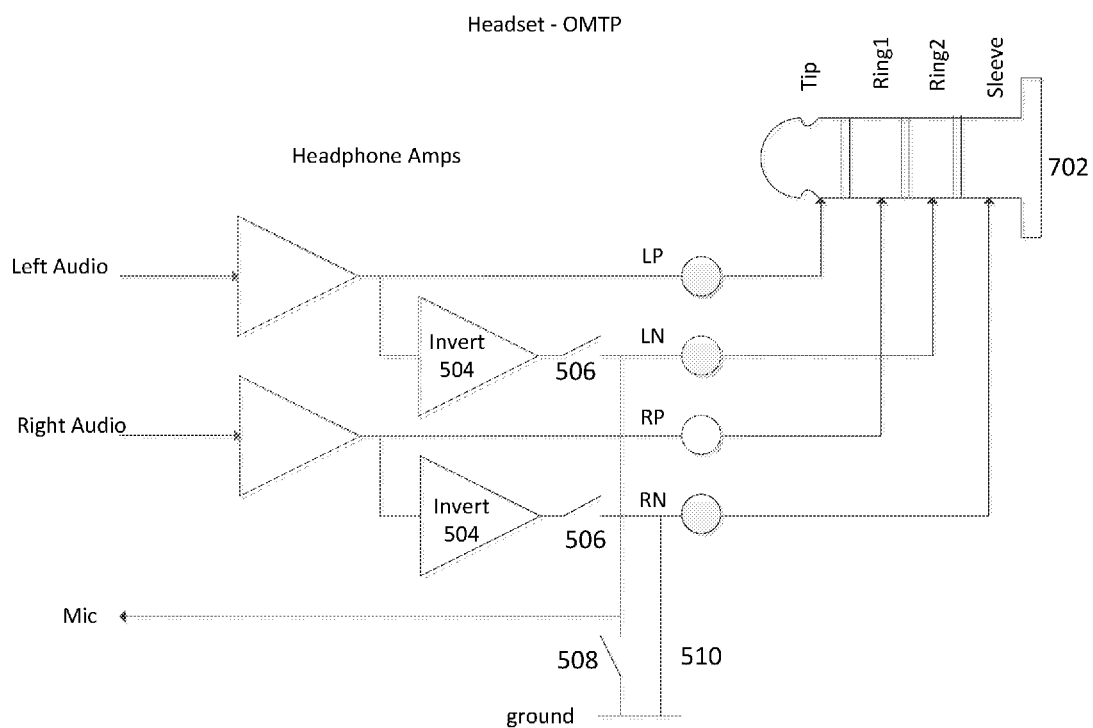 Headset - OMTP
Tip
Ring1
Ring2
Sleeve
702
Headphone Amps
Left Audio
LP
Invert
504
506
LN
Right Audio
RP
Invert
504
506
RN
Mic
508
510
ground